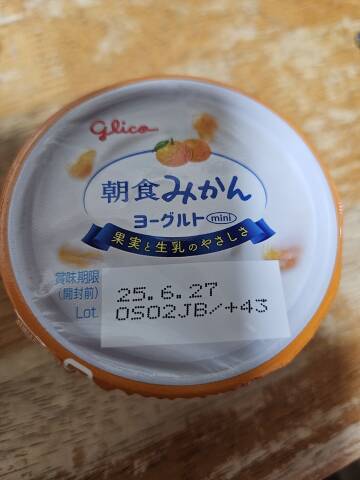 glico
朝食みかん
ヨーグルト mini
果実と生乳のやさしさ
賞味期限 25.6.27
(開封前)
Lot. OSO2JB/+43